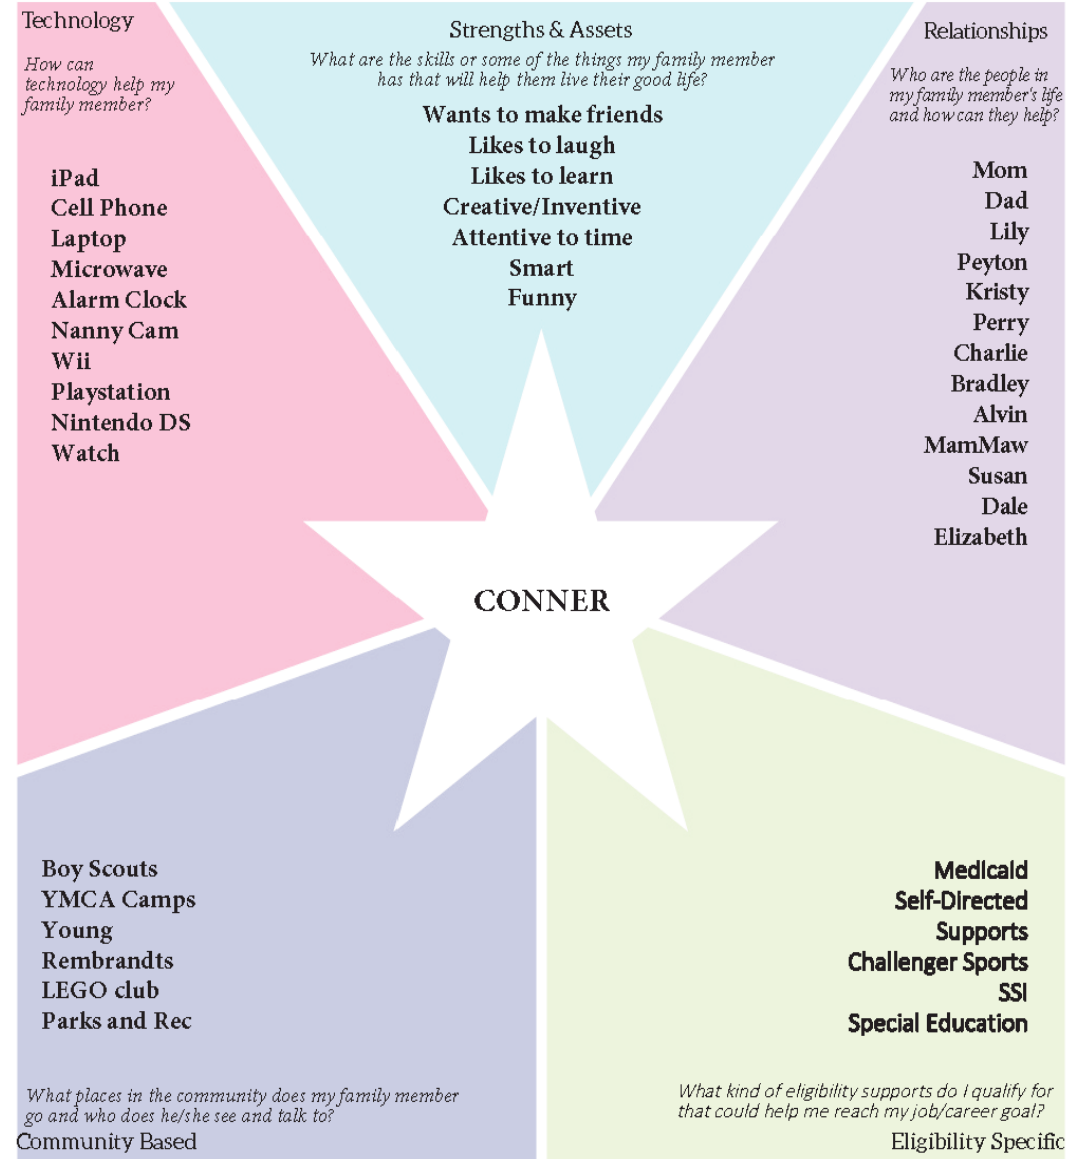 Technology
How can
technology help my
family member?
iPad
Cell Phone
Laptop
Microwave
Alarm Clock
Nanny Cam
Wii
Playstation
Nintendo DS
Watch
Strengths & Assets
What are the skills or some of the things my family member
has that will help them live their good life?
Wants to make friends
Likes to laugh
Likes to learn
Creative/Inventive
Attentive to time
Smart
Funny
Relationships
Who are the people in
my family member's life
and how can they help?
Mom
Dad
Lily
Peyton
Kristy
Perry
Charlie
Bradley
Alvin
MamMaw
Susan
Dale
Elizabeth
CONNER
Boy Scouts
YMCA Camps
Young
Rembrandts
LEGO club
Parks and Rec
What places in the community does my family member
go and who does he/she see and talk to?
Community Based
Medicaid
Self-Directed
Supports
Challenger Sports
SSI
Special Education
What kind of eligibility supports do I qualify for
that could help me reach my job/career goal?
Eligibility Specific